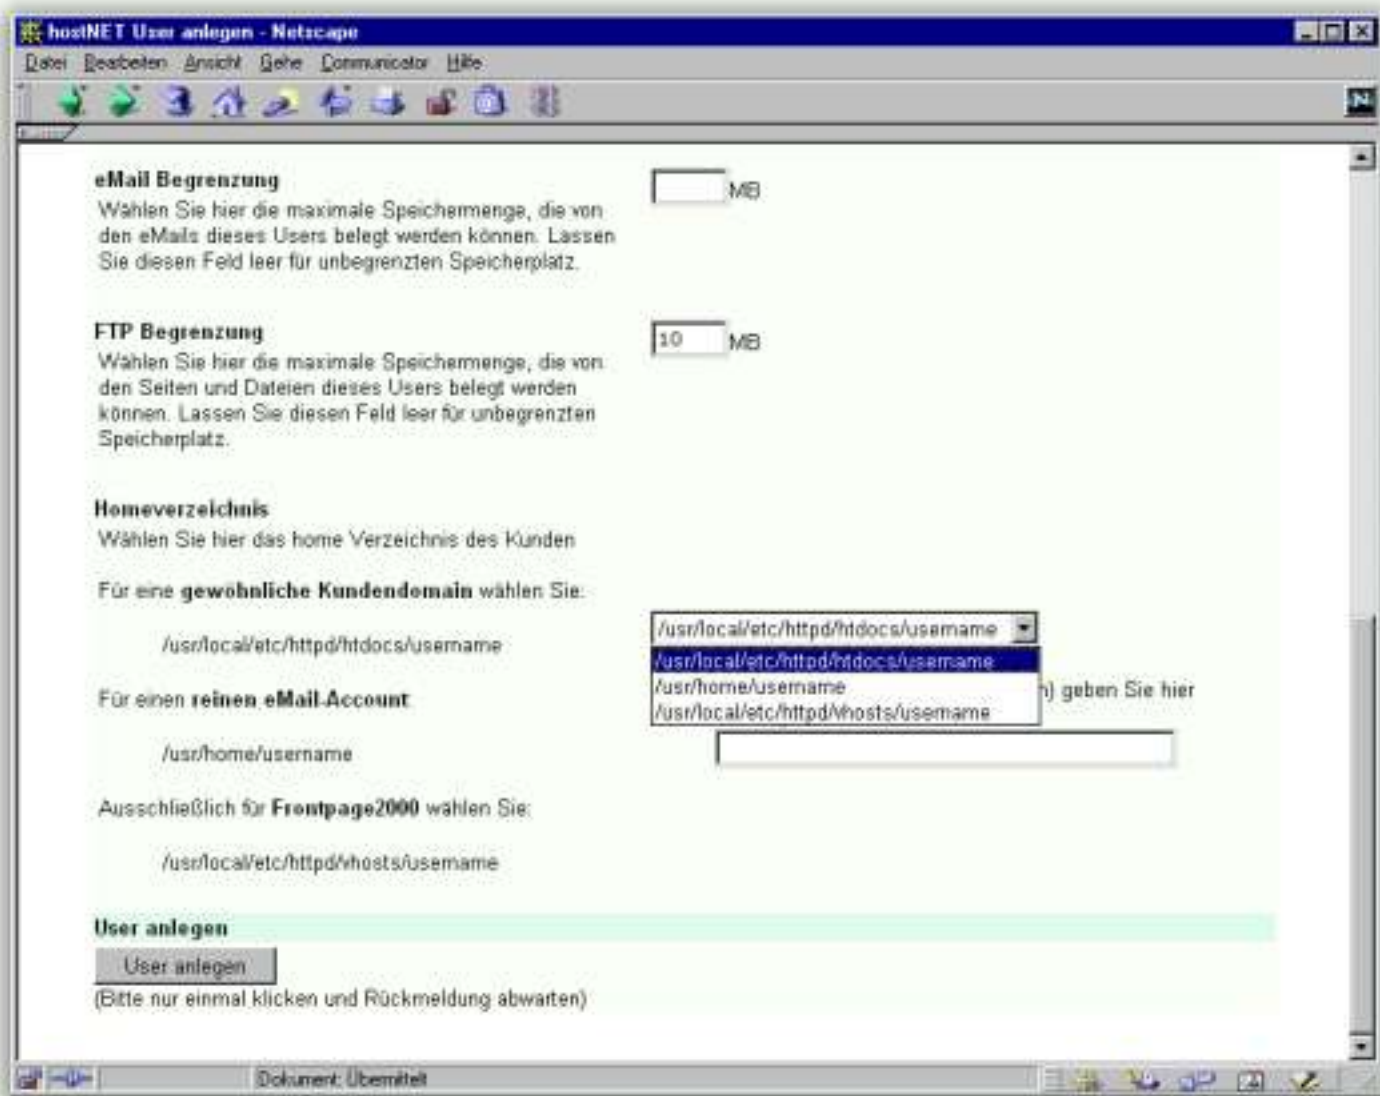 hostNET User anlegen - Netscape
Datei Bearbeiten Ansicht Gehe Communicator Hilfe
eMail Begrenzung
MB
Wählen Sie hier die maximale Speichermenge, die von
den eMails dieses Users belegt werden können. Lassen
Sie diesen Feld leer für unbegrenzten Speicherplatz.
FTP Begrenzung
10 MB
Wählen Sie hier die maximale Speichermenge, die von
den Seiten und Dateien dieses Users belegt werden
können. Lassen Sie diesen Feld leer für unbegrenzten
Speicherplatz.
Homeverzeichnis
Wählen Sie hier das home Verzeichnis des Kunden
Für eine gewöhnliche Kundendomain wählen Sie:
/usr/local/etc/httpd/htdocs/username
/usr/local/etc/httpd/htdocs/username
/usr/local/etc/httpd/htdocs/username
/usr/home/username
/usr/local/etc/httpd/vhosts/username
Für einen reinen eMail-Account
n) geben Sie hier
/usr/home/username
Ausschließlich für Frontpage2000 wählen Sie:
/usr/local/etc/httpd/vhosts/username
User anlegen
User anlegen
(Bitte nur einmal klicken und Rückmeldung abwarten)
Dokument: Übermittelt